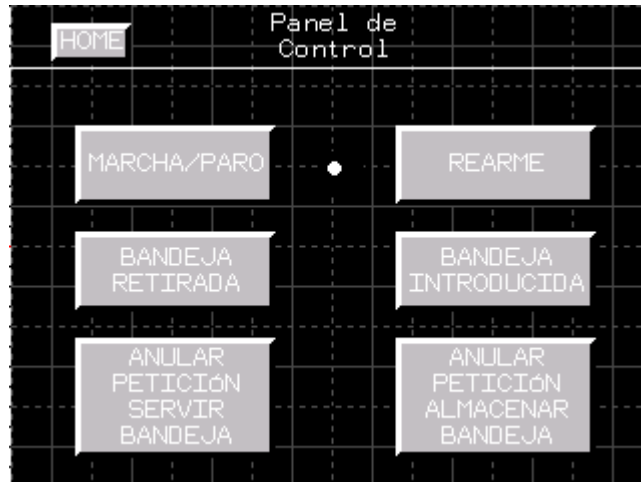 HOME
Panel de
Control
MARCHA/PARO
REARME
BANDEJA
RETIRADA
BANDEJA
INTRODUCIDA
ANULAR
PETICIÓN
SERVIR
BANDEJA
ANULAR
PETICIÓN
ALMACENAR
BANDEJA